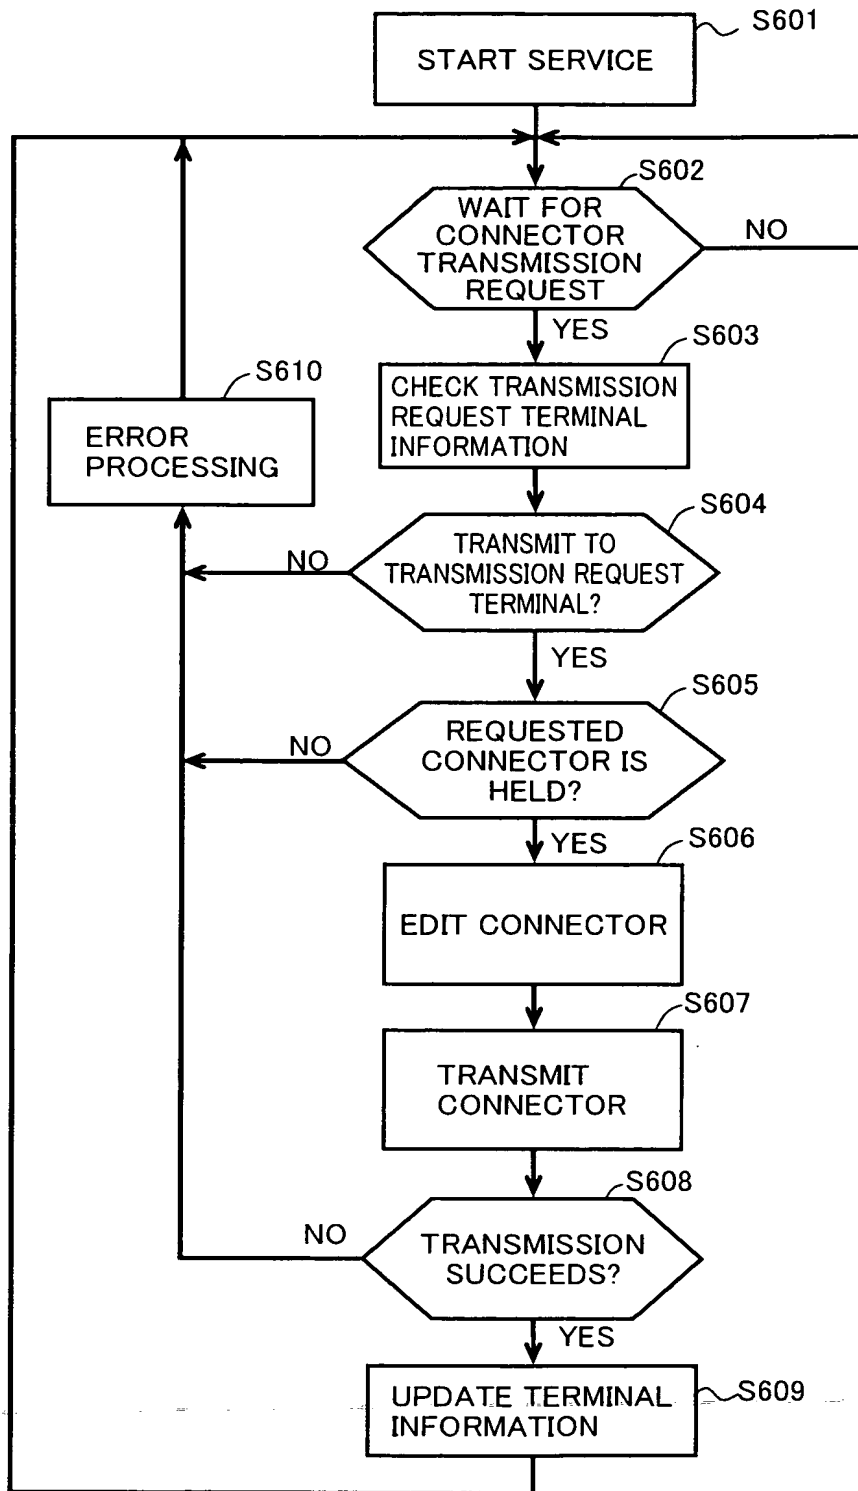 S601
START SERVICE
S602
WAIT FOR
CONNECTOR
TRANSMISSION
REQUEST
NO
YES
S603
CHECK TRANSMISSION
REQUEST TERMINAL
INFORMATION
S610
ERROR
PROCESSING
S604
TRANSMIT TO
TRANSMISSION REQUEST
TERMINAL?
NO
YES
S605
REQUESTED
CONNECTOR IS
HELD?
NO
YES
S606
EDIT CONNECTOR
S607
TRANSMIT
CONNECTOR
S608
TRANSMISSION
SUCCEEDS?
NO
YES
S609
UPDATE TERMINAL
INFORMATION